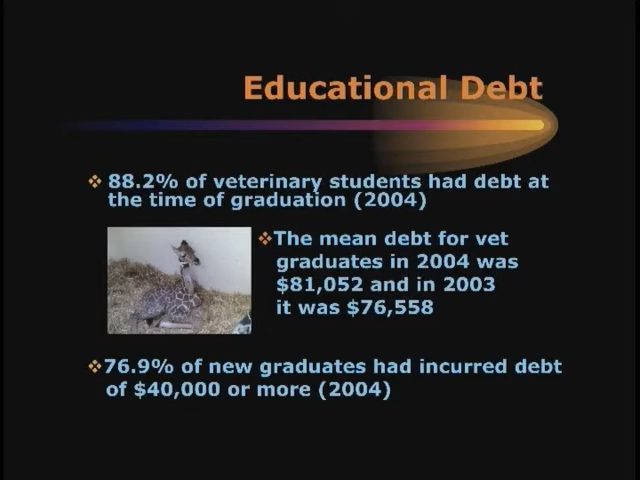 Educational Debt
88.2% of veterinary students had debt at
the time of graduation (2004)
The mean debt for vet
graduates in 2004 was
$81,052 and in 2003
it was $76,558
76.9% of new graduates had incurred debt
of $40,000 or more (2004)